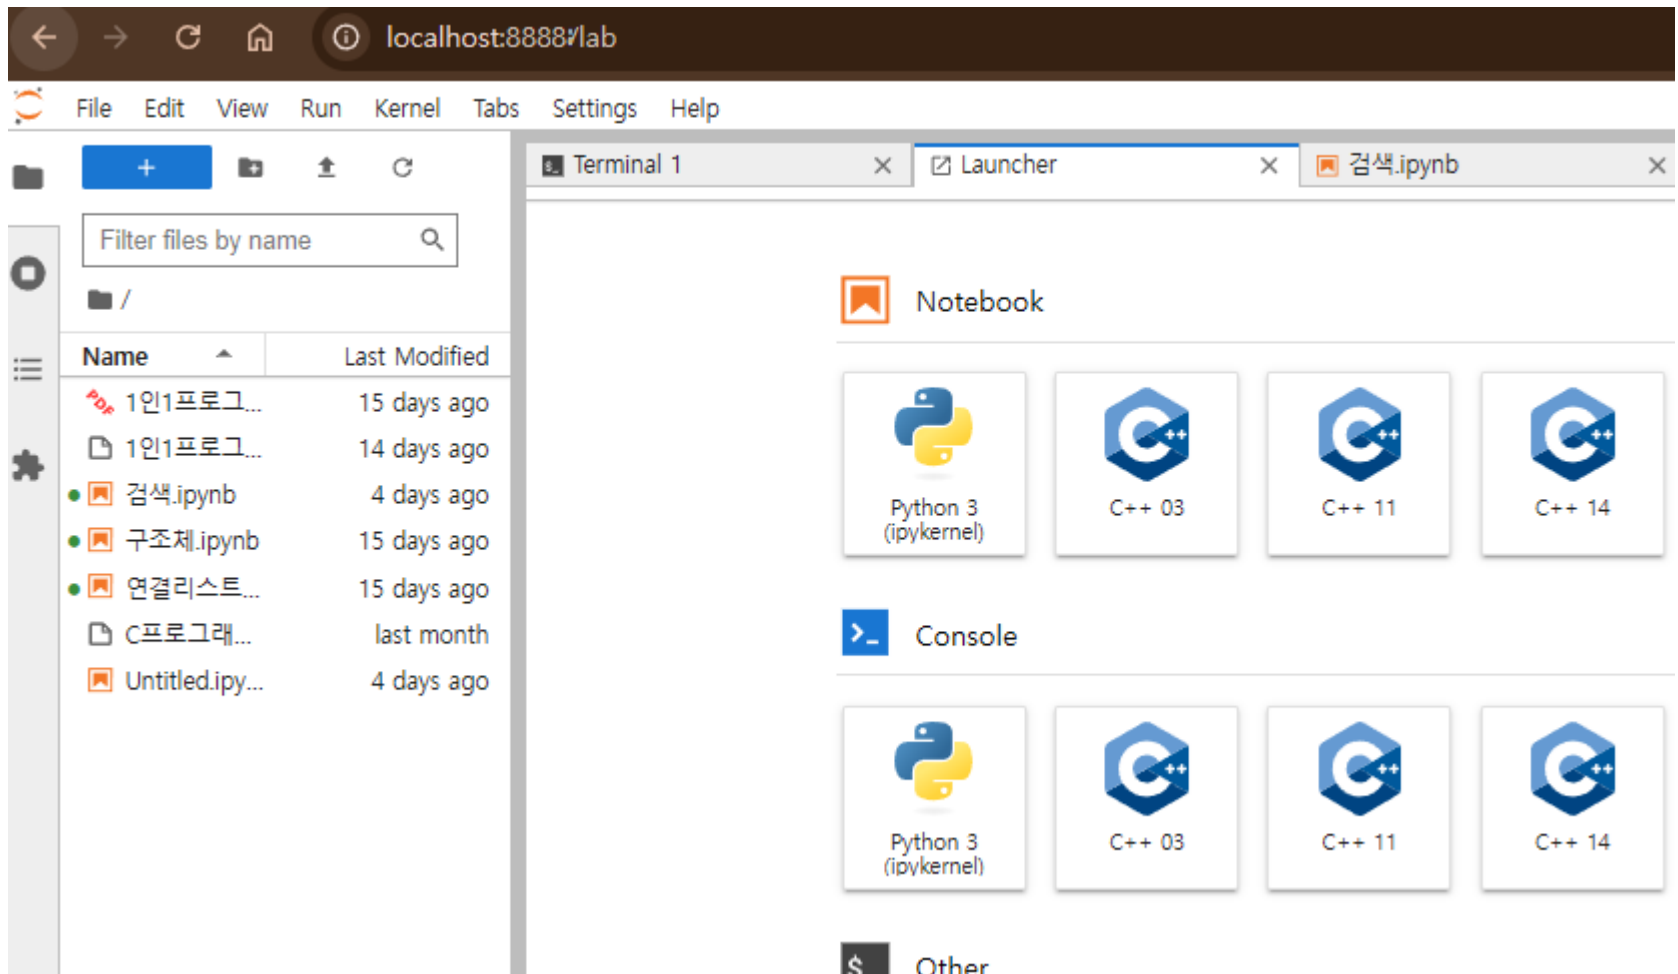 localhost:8888/lab
File Edit View Run Kernel Tabs Settings Help
Terminal 1
Launcher
검색.ipynb
Filter files by name
/
Name Last Modified
1인1프로그... 15 days ago
1인1프로그... 14 days ago
검색.ipynb 4 days ago
구조체.ipynb 15 days ago
연결리스트... 15 days ago
C프로그래... last month
Untitled.ipy... 4 days ago
Notebook
Python 3
(ipykernel)
C++ 03
C++ 11
C++ 14
Console
Python 3
(ipykernel)
C++ 03
C++ 11
C++ 14
$_ Other